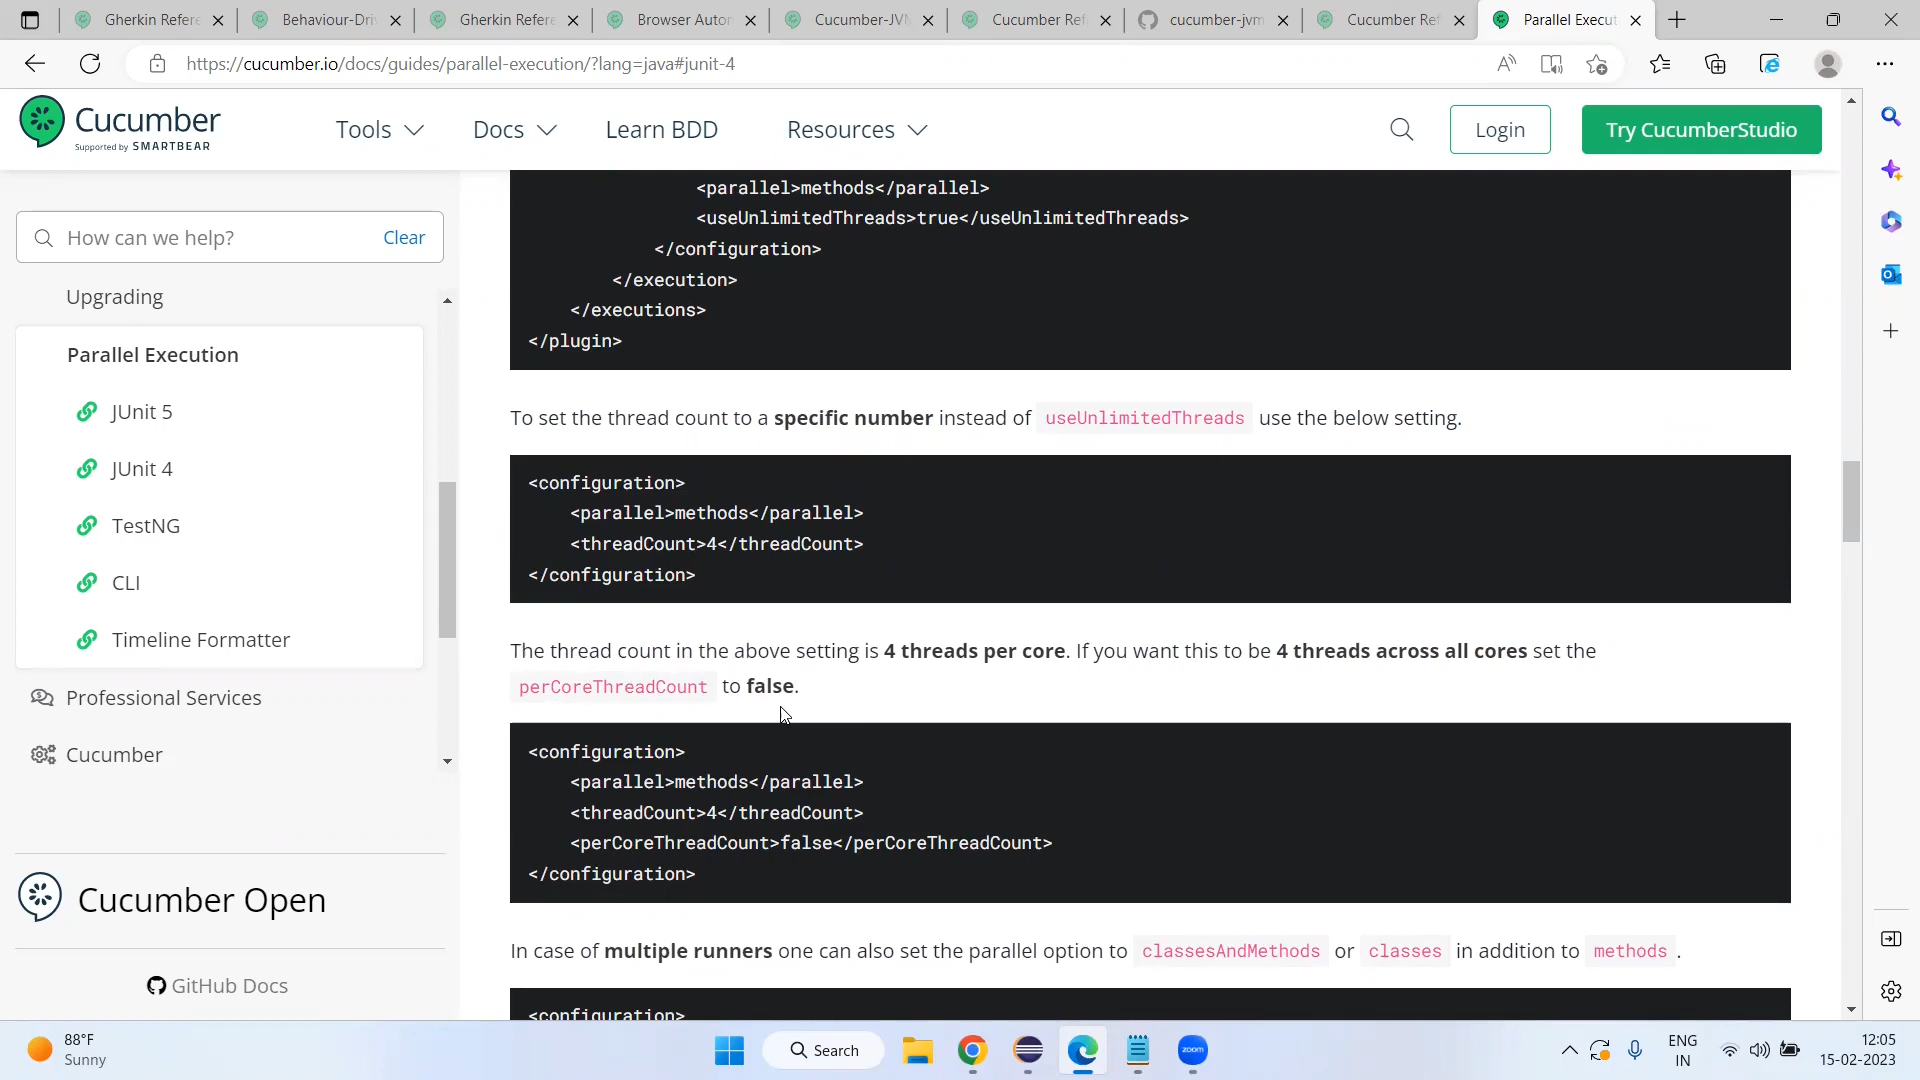 Gherkin Refere
Behaviour-Dri
Gherkin Refere
Browser Autor
Cucumber-JVM
Cucumber Ref
cucumber-jvm
Cucumber Ref
Parallel Execut
https://cucumber.io/docs/guides/parallel-execution/?lang=java#junit-4
Cucumber
Supported by SMARTBEAR
Tools
Docs
Learn BDD
Resources
Login
Try CucumberStudio
How can we help?
Clear
Upgrading
Parallel Execution
JUnit 5
JUnit 4
TestNG
CLI
Timeline Formatter
Professional Services
Cucumber
Cucumber Open
GitHub Docs
<parallel>methods</parallel>
<useUnlimitedThreads>true</useUnlimitedThreads>
</configuration>
</execution>
</executions>
</plugin>
To set the thread count to a specific number instead of useUnlimitedThreads use the below setting.
<configuration>
<parallel>methods</parallel>
<threadCount>4</threadCount>
</configuration>
The thread count in the above setting is 4 threads per core. If you want this to be 4 threads across all cores set the
perCoreThreadCount to false.
<configuration>
<parallel>methods</parallel>
<threadCount>4</threadCount>
<perCoreThreadCount>false</perCoreThreadCount>
</configuration>
In case of multiple runners one can also set the parallel option to classesAndMethods or classes in addition to methods .
<configuration>
88°F
Sunny
Search
zoom
ENG
IN
12:05
15-02-2023